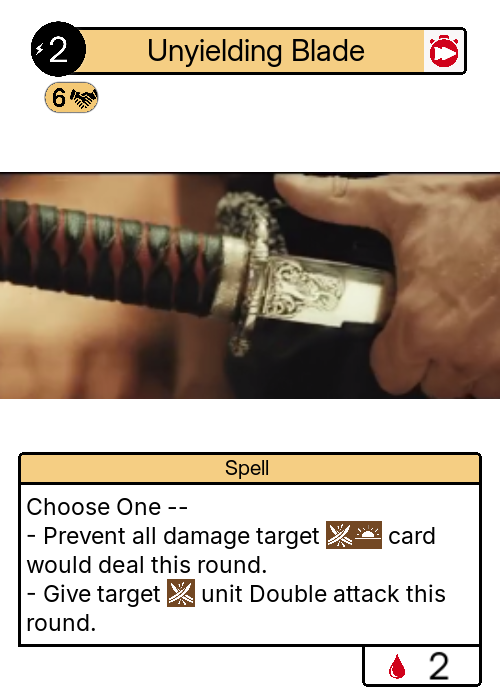 2
Unyielding Blade
6
Spell
Choose One --
- Prevent all damage target card
would deal this round.
- Give target unit Double attack this
round.
2